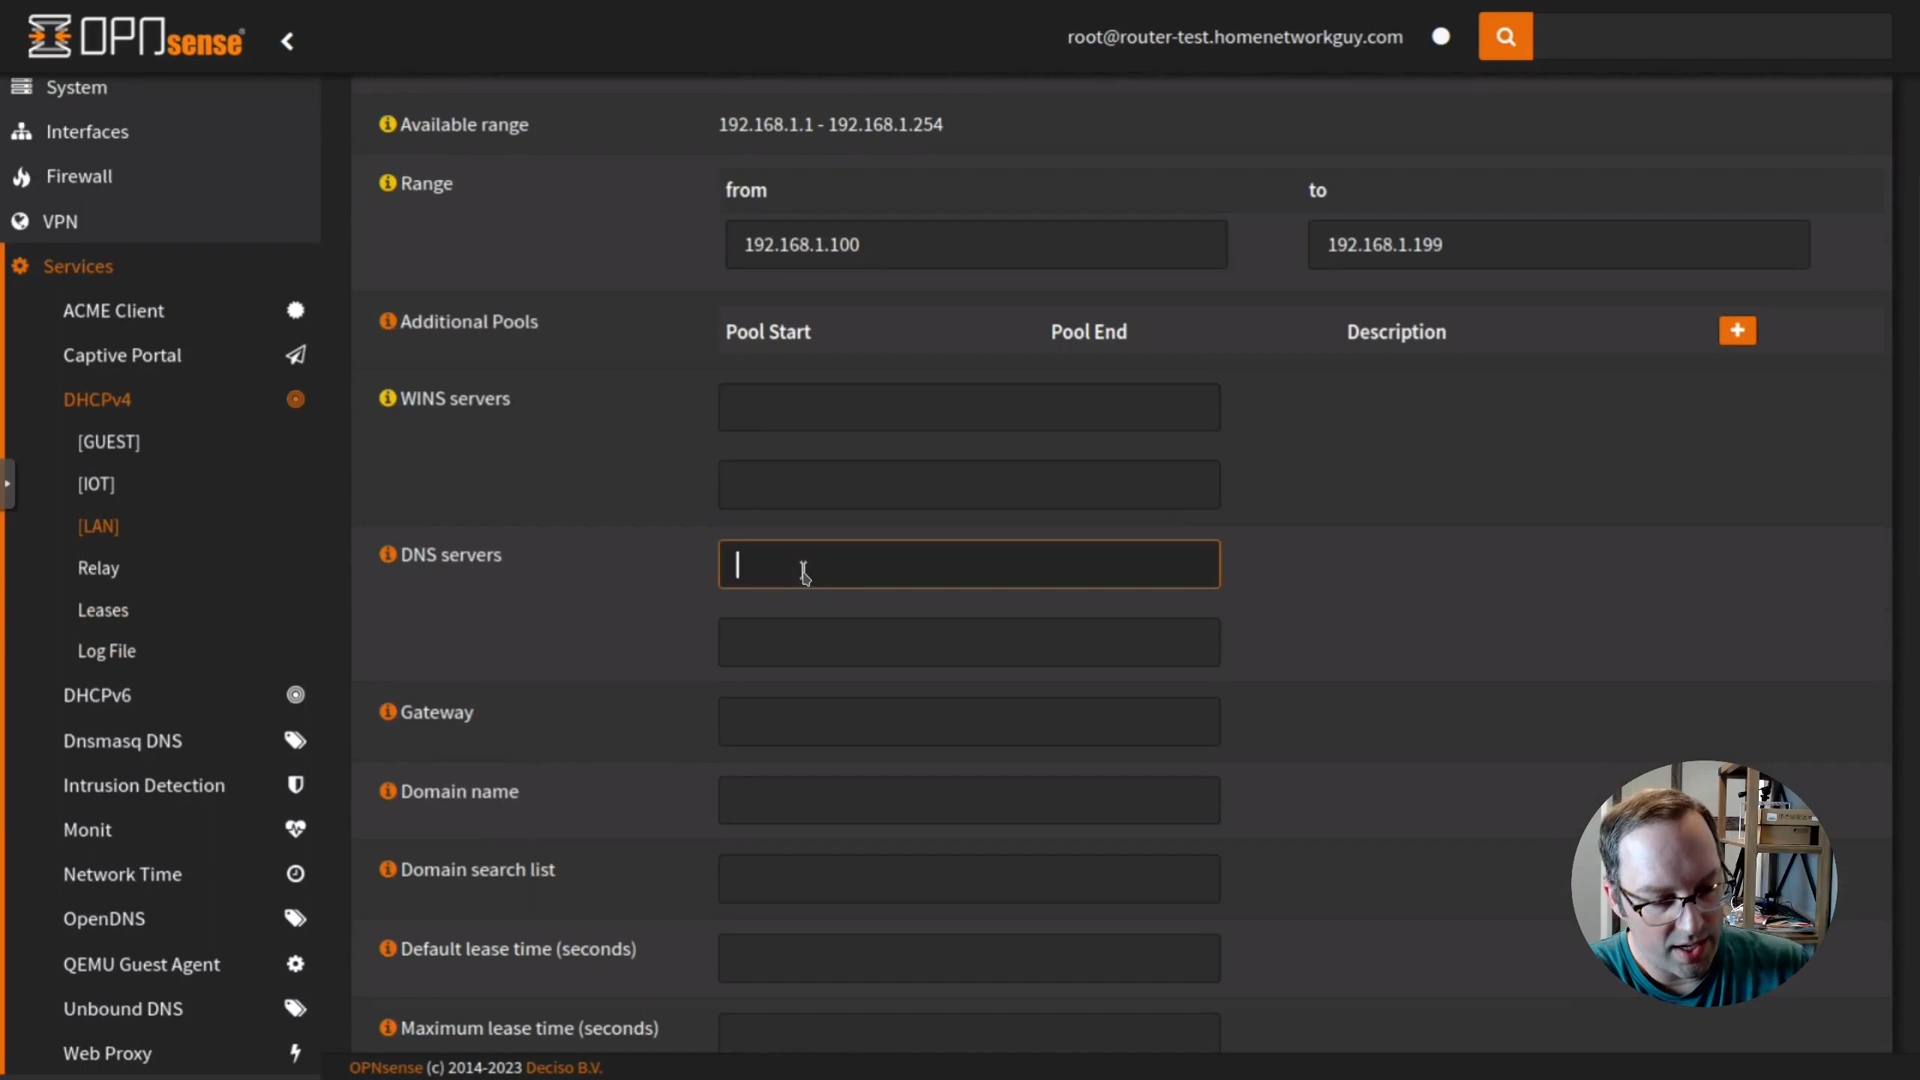 OPNsense
root@router-test.homenetworkguy.com
System
Interfaces
Firewall
VPN
Services
ACME Client
Captive Portal
DHCPv4
[GUEST]
[IOT]
[LAN]
Relay
Leases
Log File
DHCPv6
Dnsmasq DNS
Intrusion Detection
Monit
Network Time
OpenDNS
QEMU Guest Agent
Unbound DNS
Web Proxy
Available range 192.168.1.1 - 192.168.1.254
Range from to
192.168.1.100 192.168.1.199
Additional Pools Pool Start Pool End Description
WINS servers
DNS servers
Gateway
Domain name
Domain search list
Default lease time (seconds)
Maximum lease time (seconds)
OPNsense (c) 2014-2023 Deciso B.V.